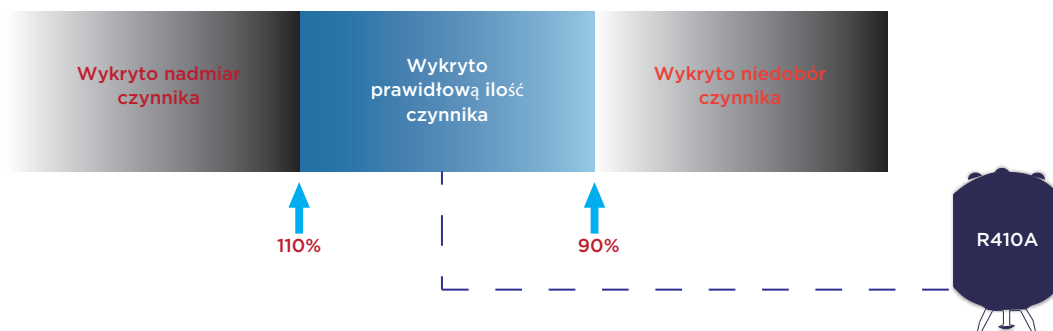 Wykryto nadmiar
czynnika
Wykryto
prawidłową ilość
czynnika
Wykryto niedobór
czynnika
110%
90%
R410A